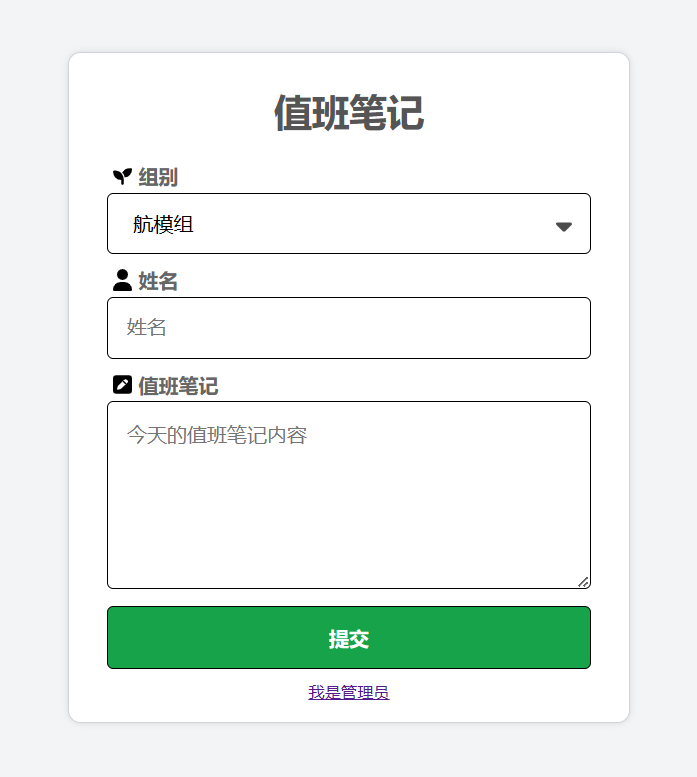 值班笔记
组别
航模组
姓名
姓名
值班笔记
今天的值班笔记内容
提交
我是管理员